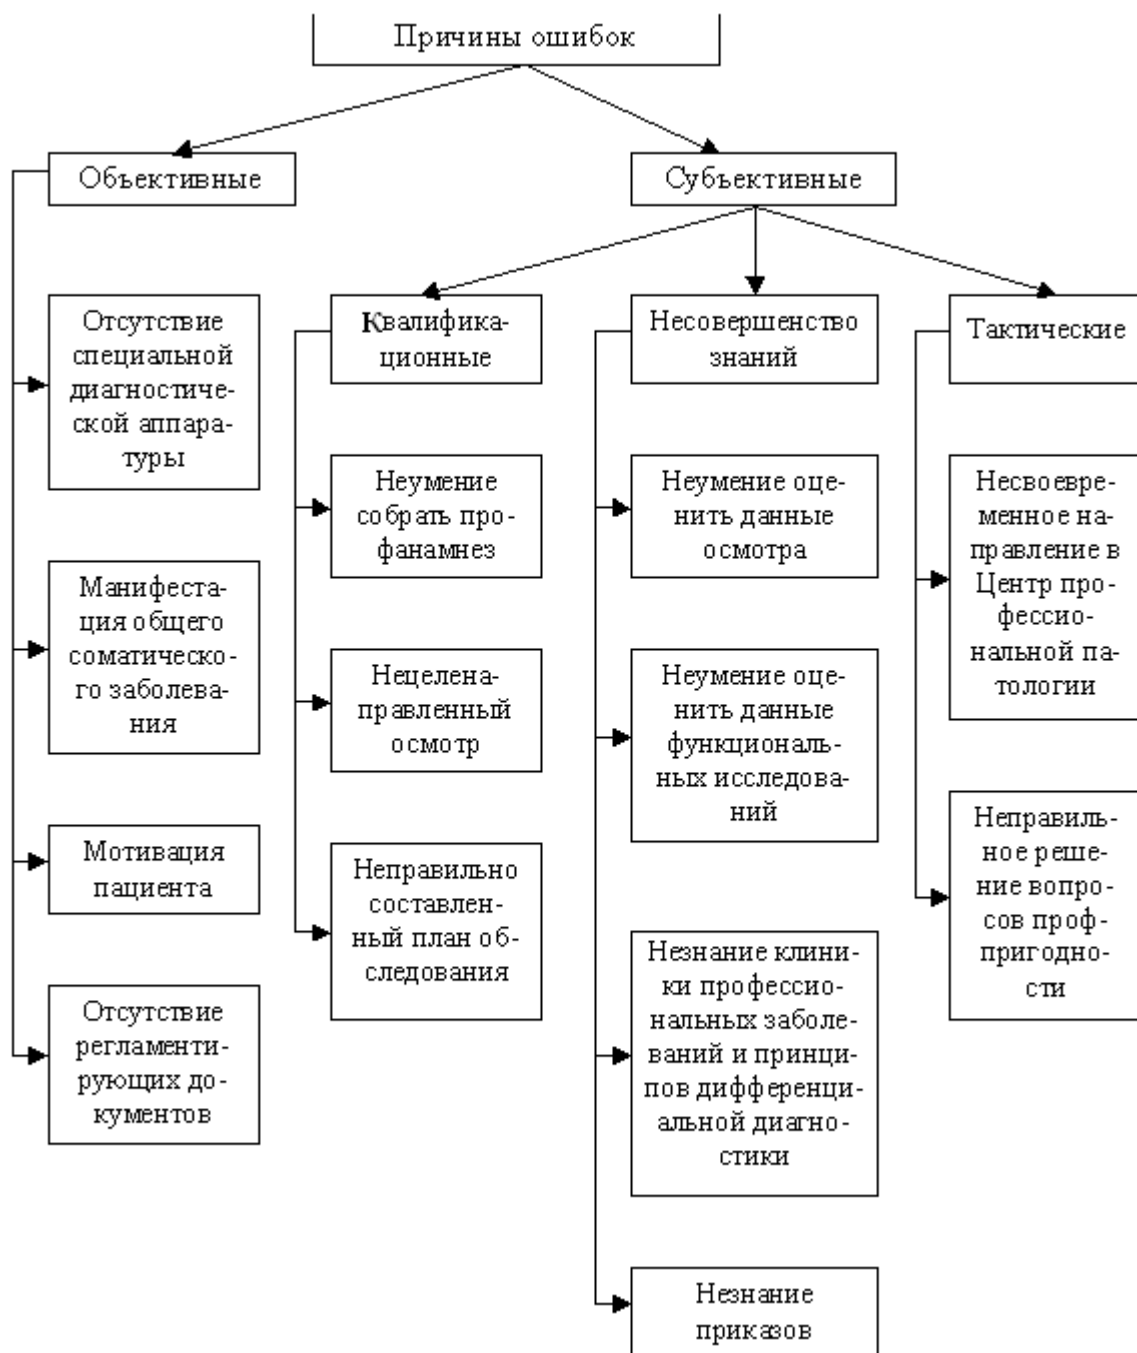 Причины ошибок
Объективные
Субъективные
Отсутствие
специальной
диагностиче-
ской аппара-
туры
Манифеста-
ция общего
соматическо-
го заболева-
ния
Мотивация
пациента
Отсутствие
регламенти-
рующих до-
кументов
Квалифика-
ционные
Неумение
собрать про-
фанамнез
Нецелена-
правленный
осмотр
Неправильно
составлен-
ный план об-
следования
Несовершенство
знаний
Неумение оце-
нить данные
осмотра
Неумение оце-
нить данные
функциональ-
ных исследова-
ний
Незнание клини-
ки профессио-
нальных заболе-
ваний и принци-
пов дифференци-
альной диагно-
стики
Незнание
приказов
Тактические
Несвоевре-
менное на-
правление в
Центр про-
фессио-
нальной па-
тологии
Неправиль-
ное реше-
ние вопро-
сов проф-
пригодно-
сти